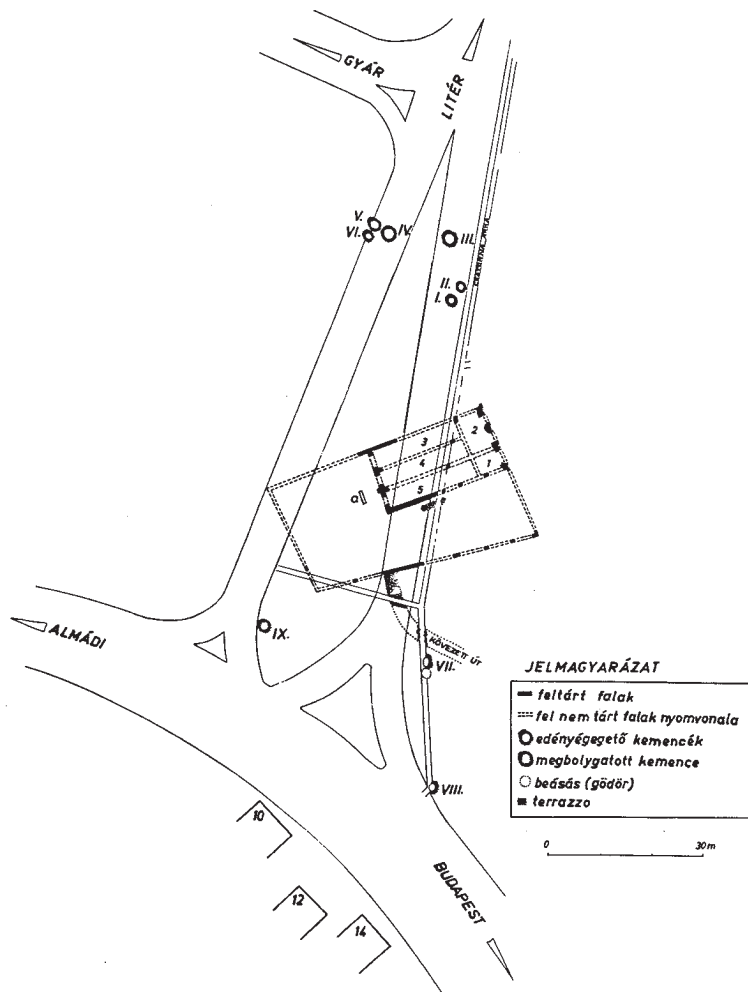 GYÁR
LITÉR
V.
VI.
IV.
III.
II.
I.
CSATORNA ÁRKA
2
3
4
1
5
a
KÖVEZETT ÚT
ALMÁDI
IX.
VII.
VIII.
JELMAGYARÁZAT
feltárt falak
fel nem tárt falak nyomvonala
edényégető kemencék
megbolygatott kemence
beásás (gödör)
terrazzo
0 30m
10
12
14
BUDAPEST